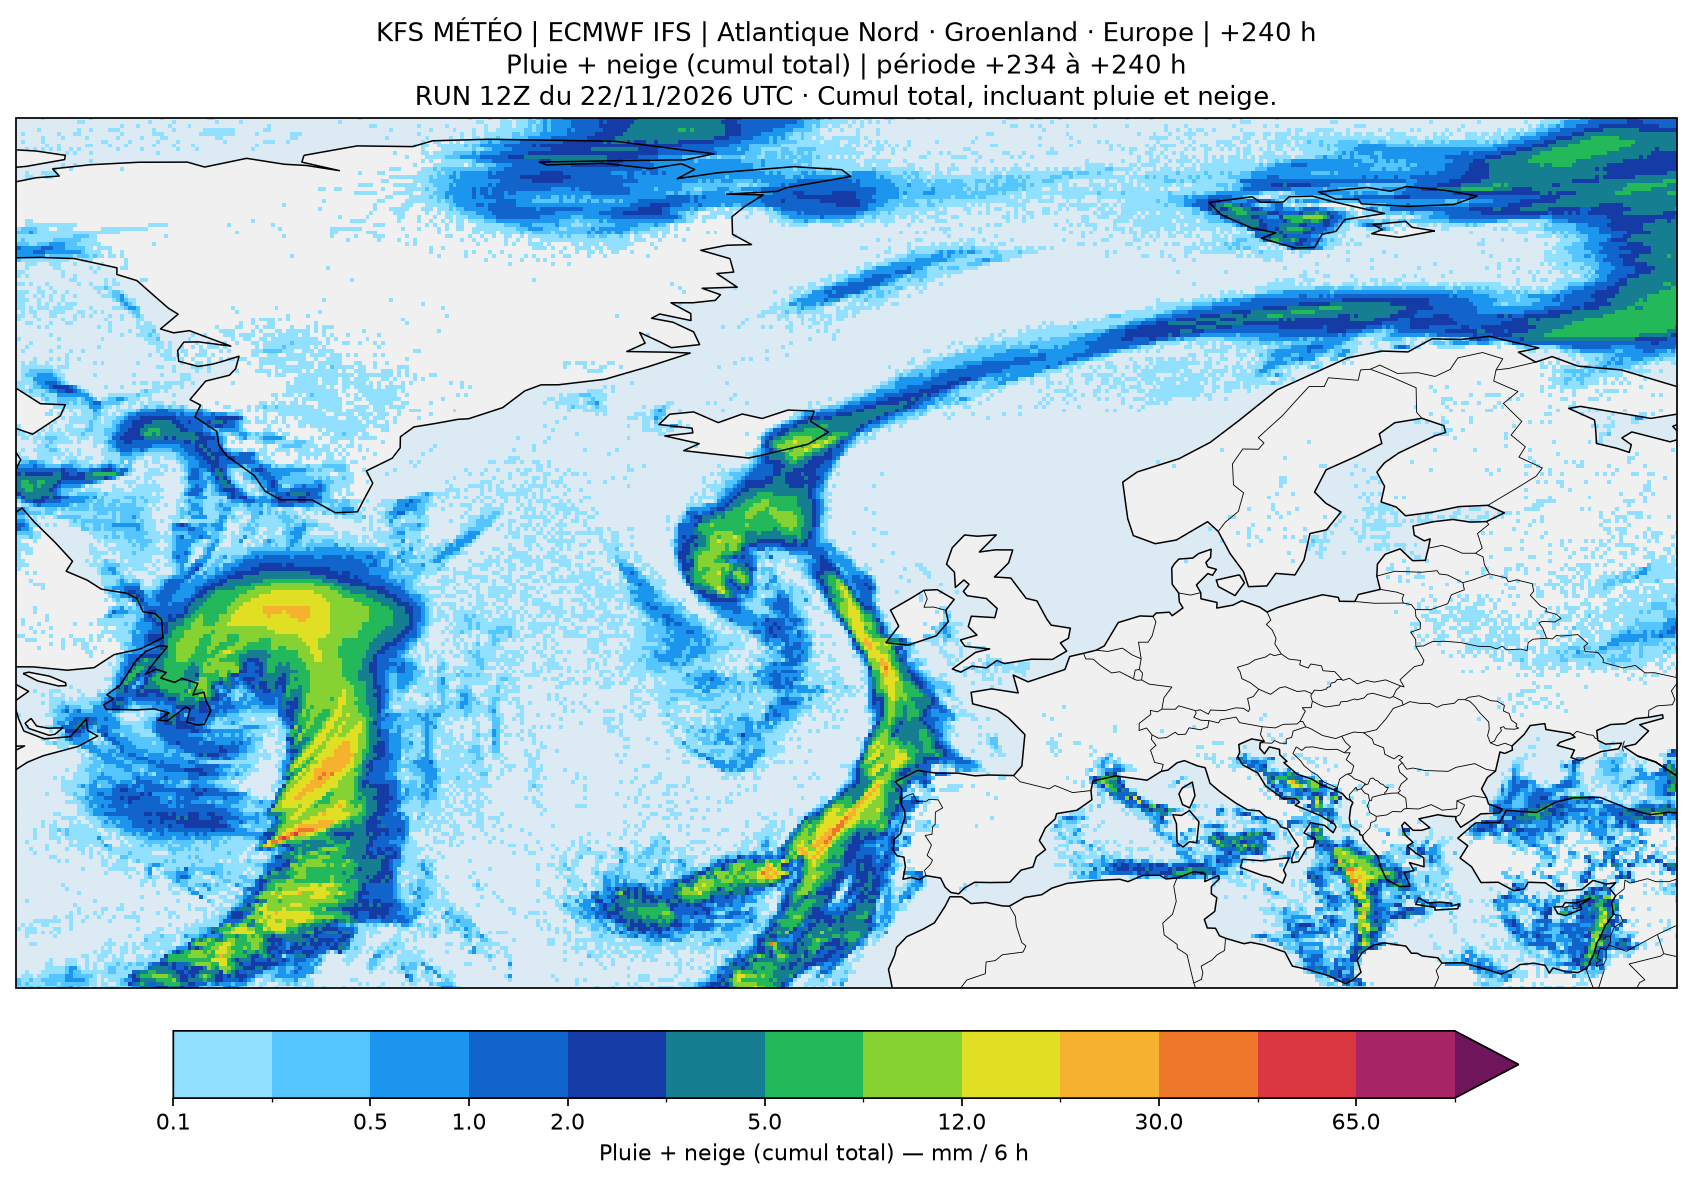 KFS MÉTÉO | ECMWF IFS | Atlantique Nord · Groenland · Europe | +240 h
Pluie + neige (cumul total) | période +234 à +240 h
RUN 12Z du 22/11/2026 UTC · Cumul total, incluant pluie et neige.
0.1 0.5 1.0 2.0 5.0 12.0 30.0 65.0
Pluie + neige (cumul total) — mm / 6 h